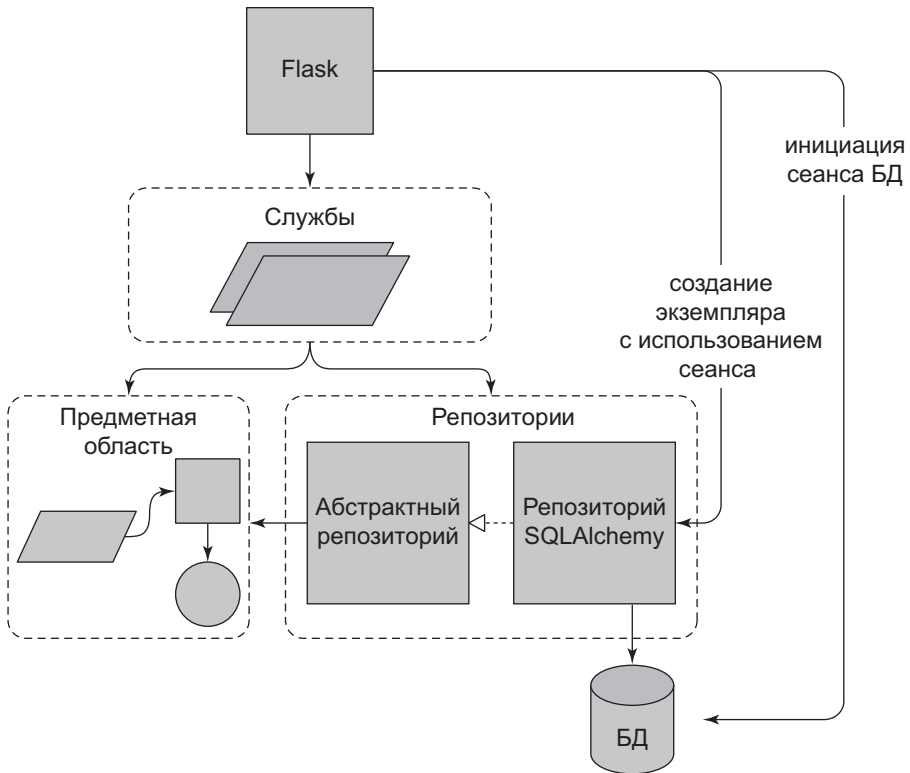 Flask
инициация
сеанса БД
Службы
создание
экземпляра
с использованием
сеанса
Предметная
область
Репозитории
Абстрактный
репозиторий
Репозиторий
SQLAlchemy
БД